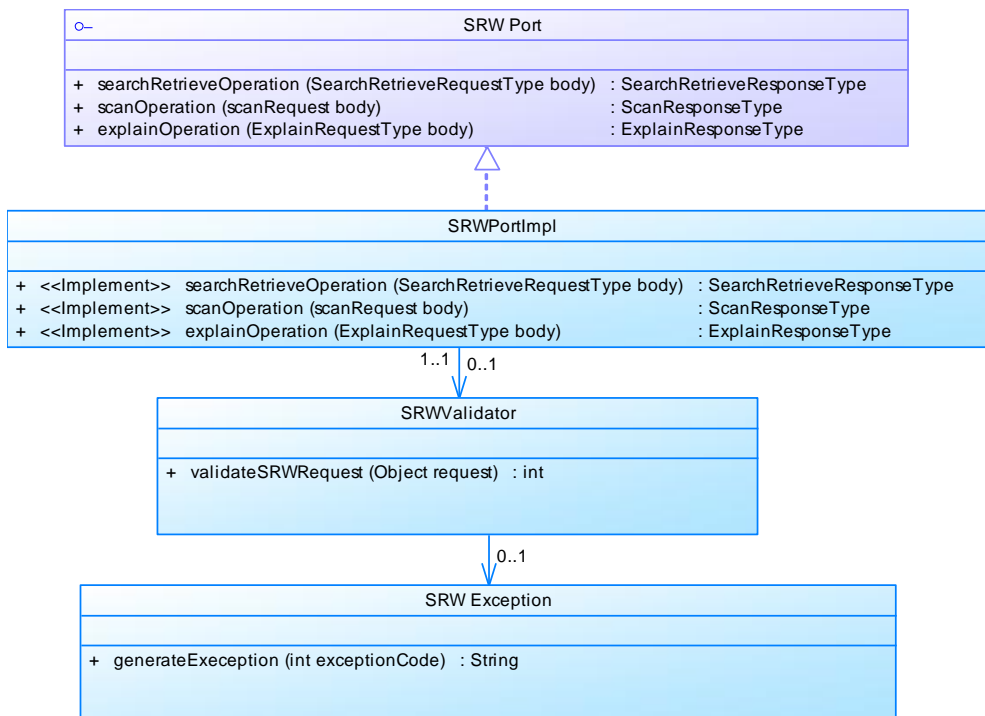 SRW Port
+ searchRetrieveOperation (SearchRetrieveRequestType body) : SearchRetrieveResponseType
+ scanOperation (scanRequest body) : ScanResponseType
+ explainOperation (ExplainRequestType body) : ExplainResponseType
SRWPortImpl
+ <<Implement>> searchRetrieveOperation (SearchRetrieveRequestType body) : SearchRetrieveResponseType
+ <<Implement>> scanOperation (scanRequest body) : ScanResponseType
+ <<Implement>> explainOperation (ExplainRequestType body) : ExplainResponseType
1..1 0..1
SRWValidator
+ validateSRWRequest (Object request) : int
0..1
SRW Exception
+ generateExeception (int exceptionCode) : String